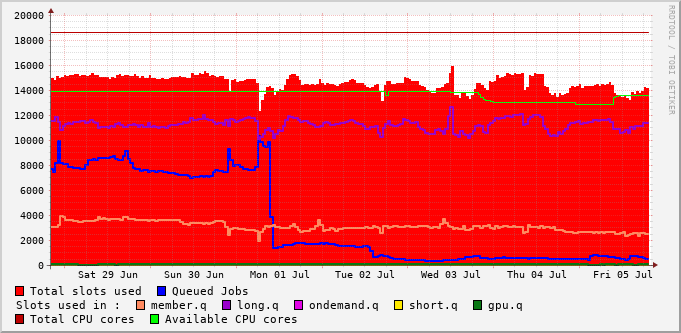 20000
18000
16000
14000
12000
10000
8000
6000
4000
2000
0
Sat 29 Jun Sun 30 Jun Mon 01 Jul Tue 02 Jul Wed 03 Jul Thu 04 Jul Fri 05 Jul
Total slots used Queued Jobs
Slots used in : member.q long.q ondemand.q short.q gpu.q
Total CPU cores Available CPU cores
RRDTOOL / TOBI OETIKER